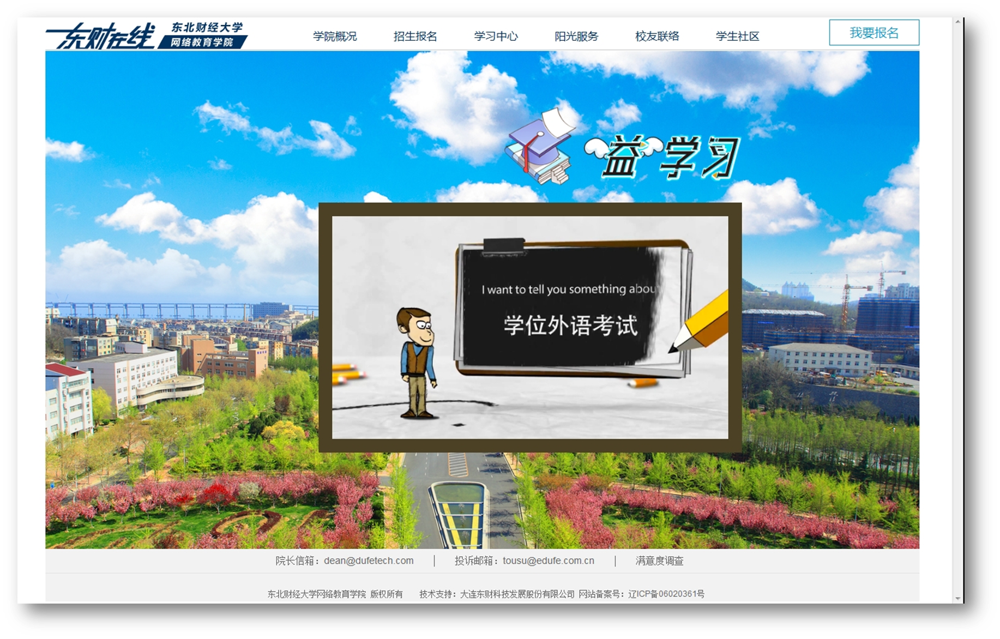 东财在线 东北财经大学
网络教育学院
学院概况 招生报名 学习中心 阳光服务 校友联络 学生社区 我要报名
益学习
I want to tell you something abou
学位外语考试
院长信箱：dean@dufetech.com | 投诉邮箱：tousu@edufe.com.cn | 满意度调查
东北财经大学网络教育学院 版权所有 技术支持：大连东财科技发展股份有限公司 网站备案号：辽ICP备06020361号